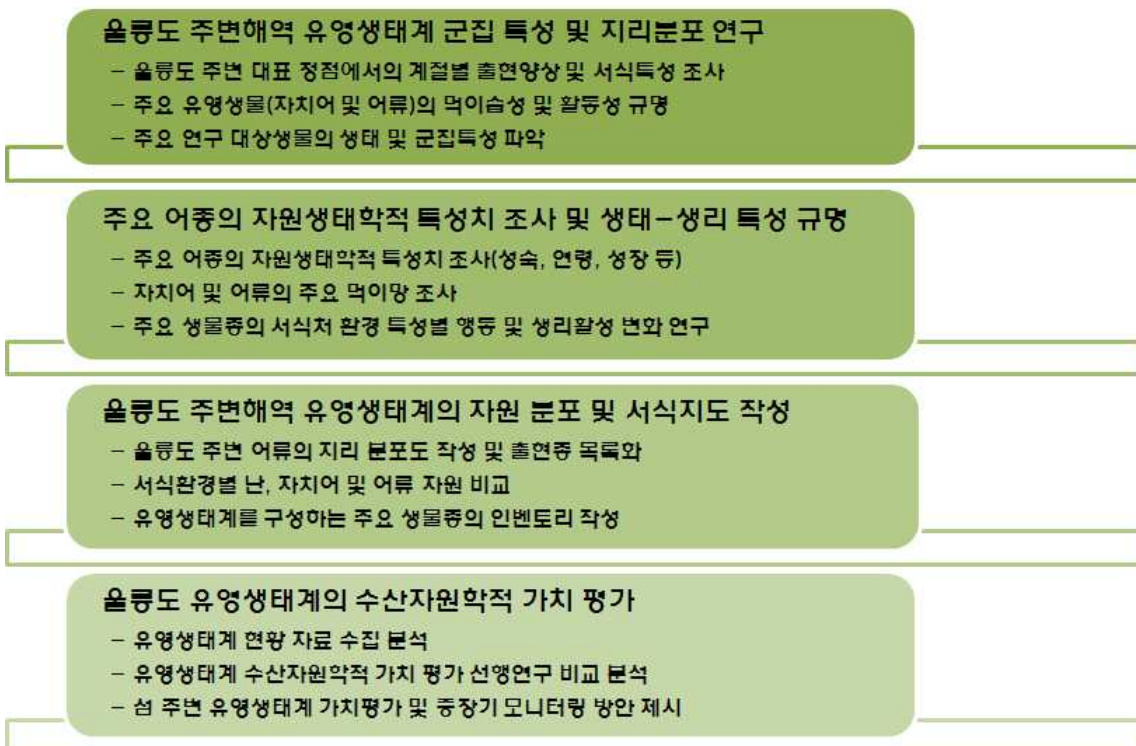 울릉도 주변해역 유영생태계 군집 특성 및 지리분포 연구
– 울릉도 주변 대표 정점에서의 계절별 출현양상 및 서식특성 조사
– 주요 유영생물(자치어 및 어류)의 먹이습성 및 활동성 규명
– 주요 연구 대상생물의 생태 및 군집특성 파악
주요 어종의 자원생태학적 특성치 조사 및 생태–생리 특성 규명
– 주요 어종의 자원생태학적 특성치 조사(성숙, 연령, 성장 등)
– 자치어 및 어류의 주요 먹이망 조사
– 주요 생물종의 서식처 환경 특성별 행동 및 생리활성 변화 연구
울릉도 주변해역 유영생태계의 자원 분포 및 서식지도 작성
– 울릉도 주변 어류의 지리 분포도 작성 및 출현종 목록화
– 서식환경별 난, 자치어 및 어류 자원 비교
– 유영생태계를 구성하는 주요 생물종의 인벤토리 작성
울릉도 유영생태계의 수산자원학적 가치 평가
– 유영생태계 현황 자료 수집 분석
– 유영생태계 수산자원학적 가치 평가 선행연구 비교 분석
– 섬 주변 유영생태계 가치평가 및 중장기 모니터링 방안 제시